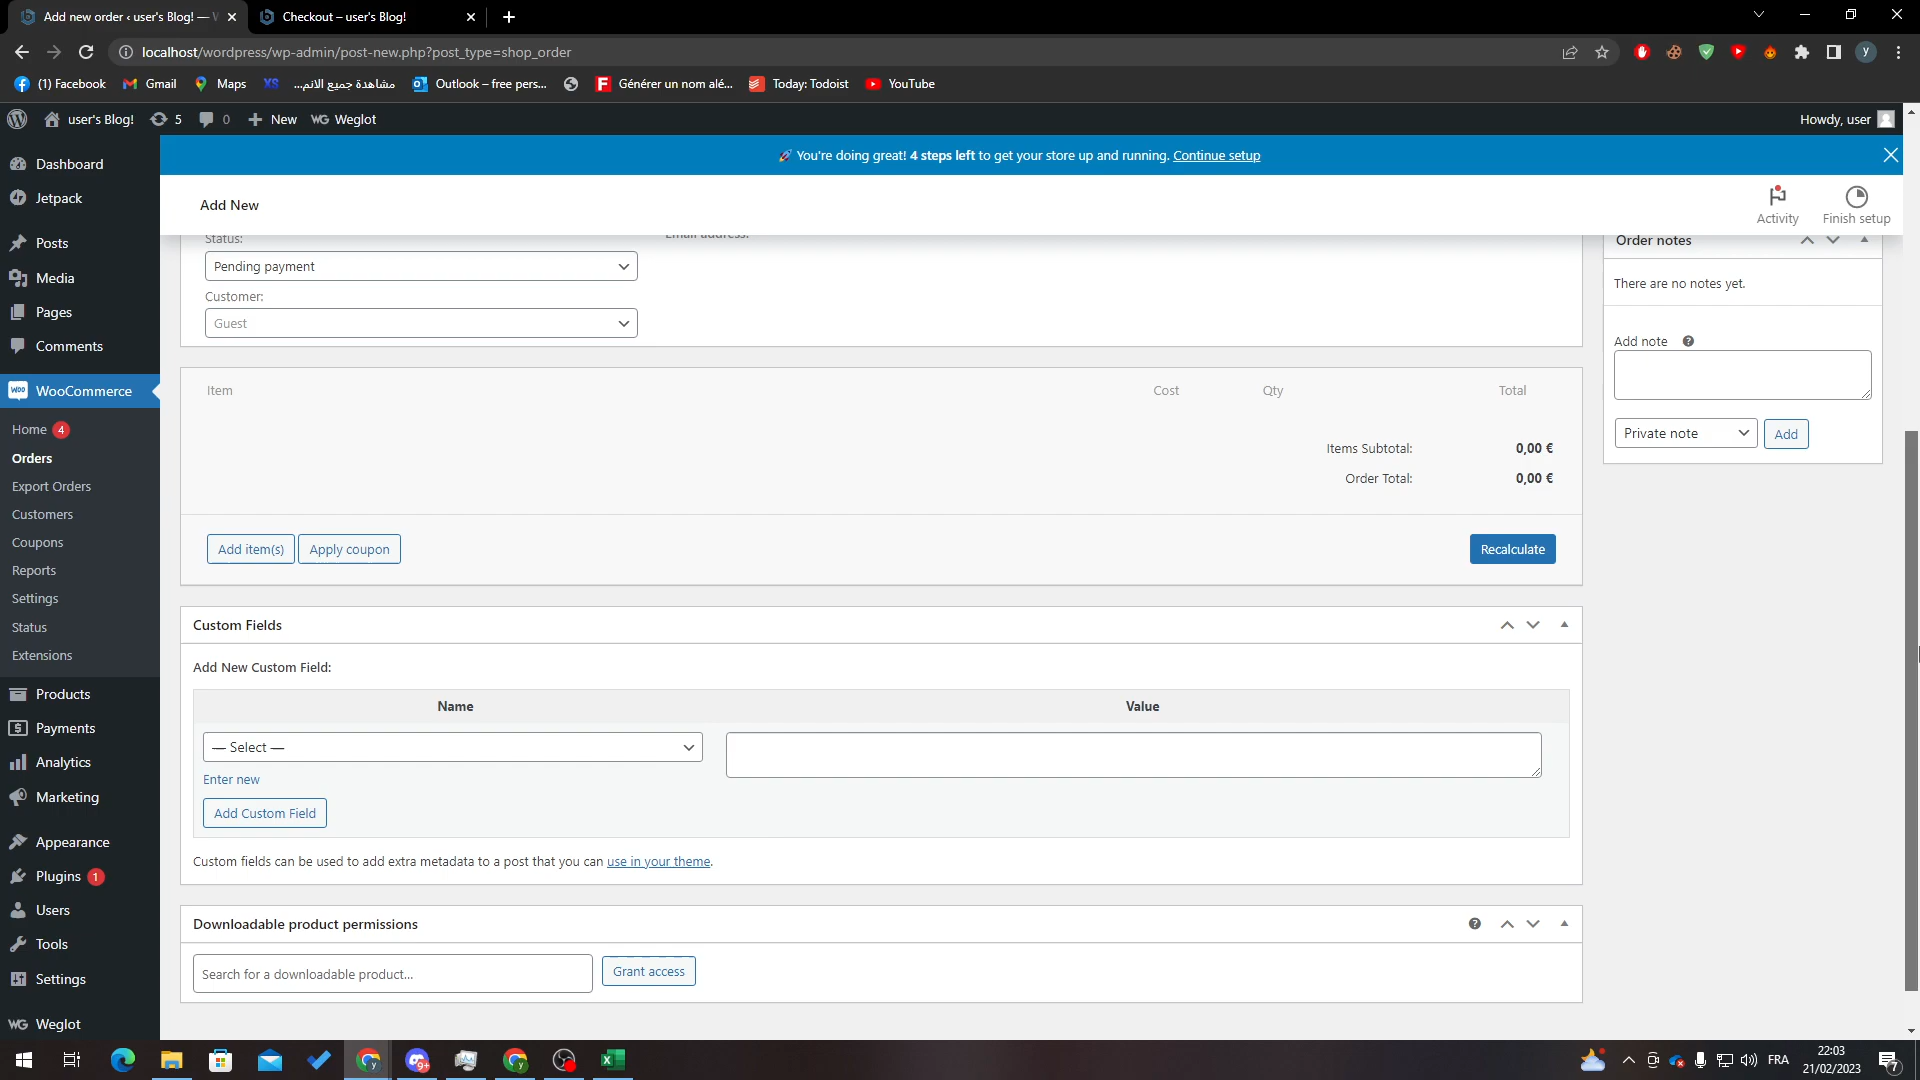 Add new order ‹ user's Blog! — W
Checkout – user's Blog!
localhost/wordpress/wp-admin/post-new.php?post_type=shop_order
y
(1) Facebook
Gmail
Maps
XS
مشاهدة جميع الانم...
Outlook – free pers...
F Générer un nom alé...
Today: Todoist
YouTube
user's Blog!
5
0
New
WG Weglot
Howdy, user
Dashboard
Jetpack
Posts
Media
Pages
Comments
WOO WooCommerce
Home 4
Orders
Export Orders
Customers
Coupons
Reports
Settings
Status
Extensions
Products
Payments
Analytics
Marketing
Appearance
Plugins 1
Users
Tools
Settings
WG Weglot
🚀 You're doing great! 4 steps left to get your store up and running. Continue setup
Add New
Activity
Finish setup
Status:
Email address:
Pending payment
Customer:
Guest
Item
Cost
Qty
Total
Items Subtotal:
0,00 €
Order Total:
0,00 €
Add item(s)
Apply coupon
Recalculate
Custom Fields
Add New Custom Field:
Name
Value
— Select —
Enter new
Add Custom Field
Custom fields can be used to add extra metadata to a post that you can use in your theme.
Downloadable product permissions
Search for a downloadable product...
Grant access
Order notes
There are no notes yet.
Add note
Private note
Add
9+
FRA
22:03
21/02/2023
7